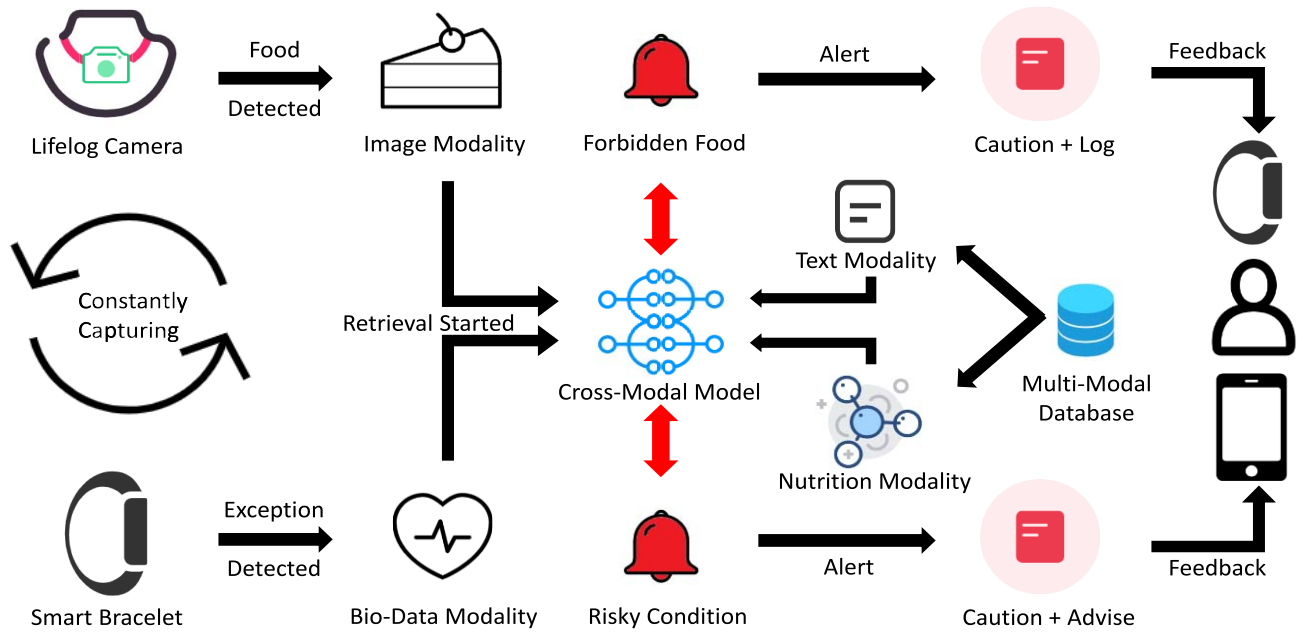 Food
Detected
Alert
Feedback
Lifelog Camera
Image Modality
Forbidden Food
Caution + Log
Text Modality
Constantly
Capturing
Retrieval Started
Cross-Modal Model
Multi-Modal
Database
Nutrition Modality
Exception
Detected
Alert
Feedback
Smart Bracelet
Bio-Data Modality
Risky Condition
Caution + Advise